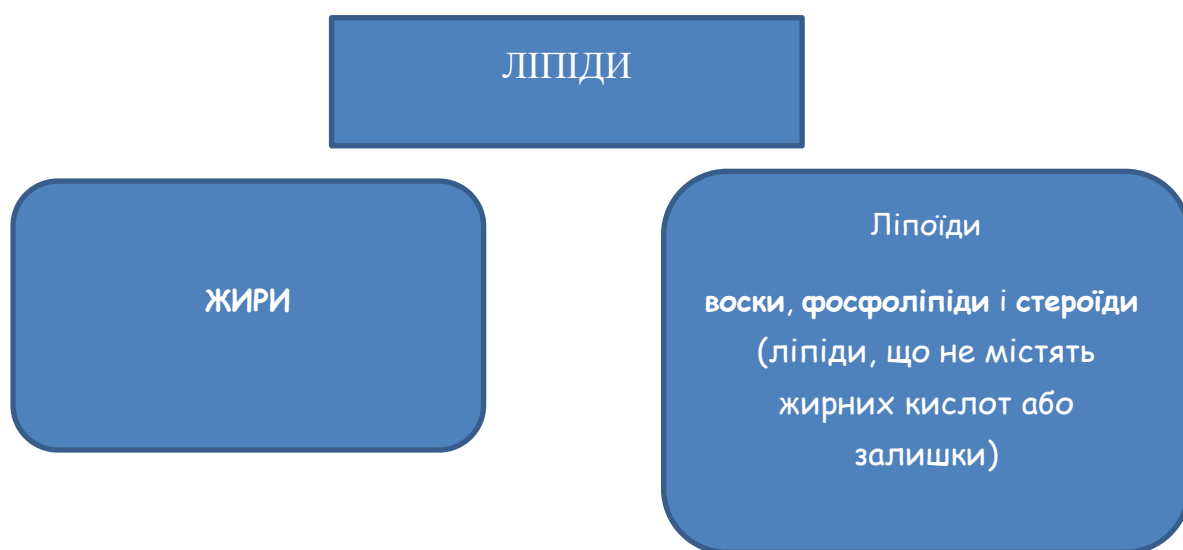 ЛІПІДИ
ЖИРИ
Ліпоїди
воски, фосфоліпіди і стероїди
(ліпіди, що не містять
жирних кислот або
залишки)